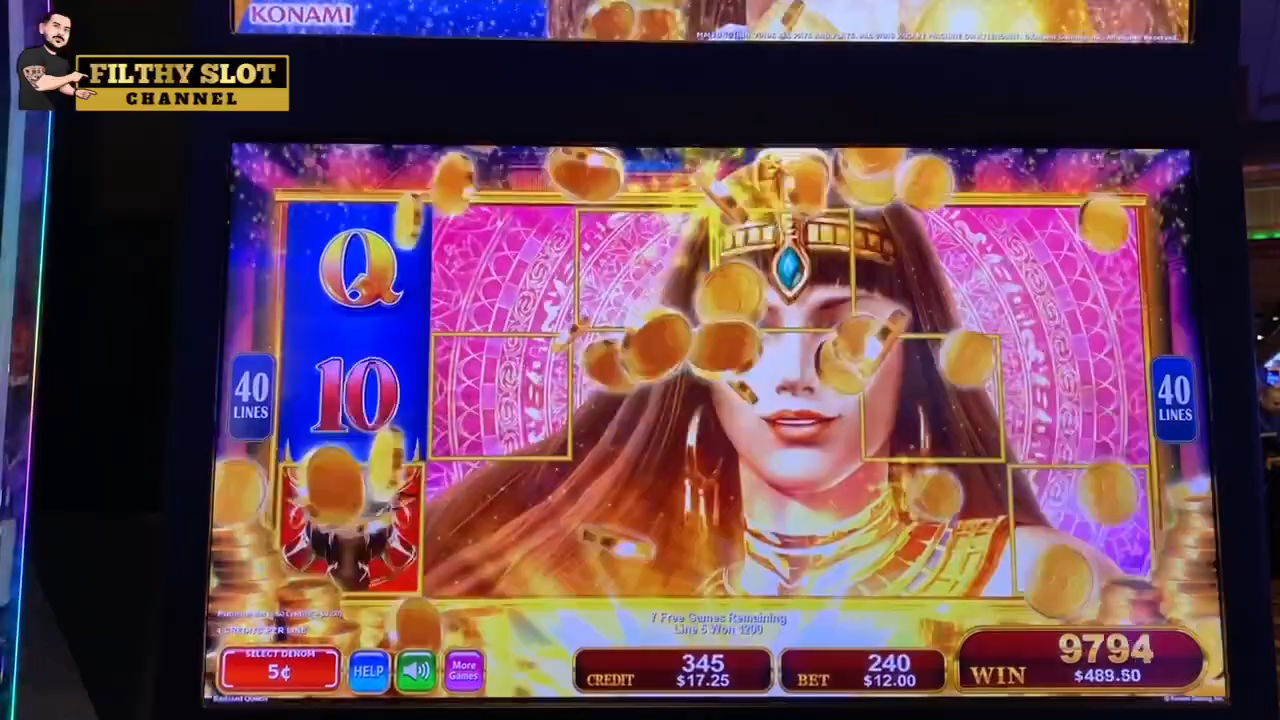 KONAMI
FILTHY SLOT
CHANNEL
Q
10
40
LINES
40
LINES
7 Free Games Remaining
Line 5 Won 1200
SELECT DENOM
5¢
HELP
More
Games
345
CREDIT
$17.25
240
BET
$12.00
9794
WIN
$489.50